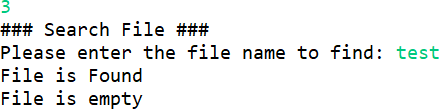 3
### Search File ###
Please enter the file name to find: test
File is Found
File is empty